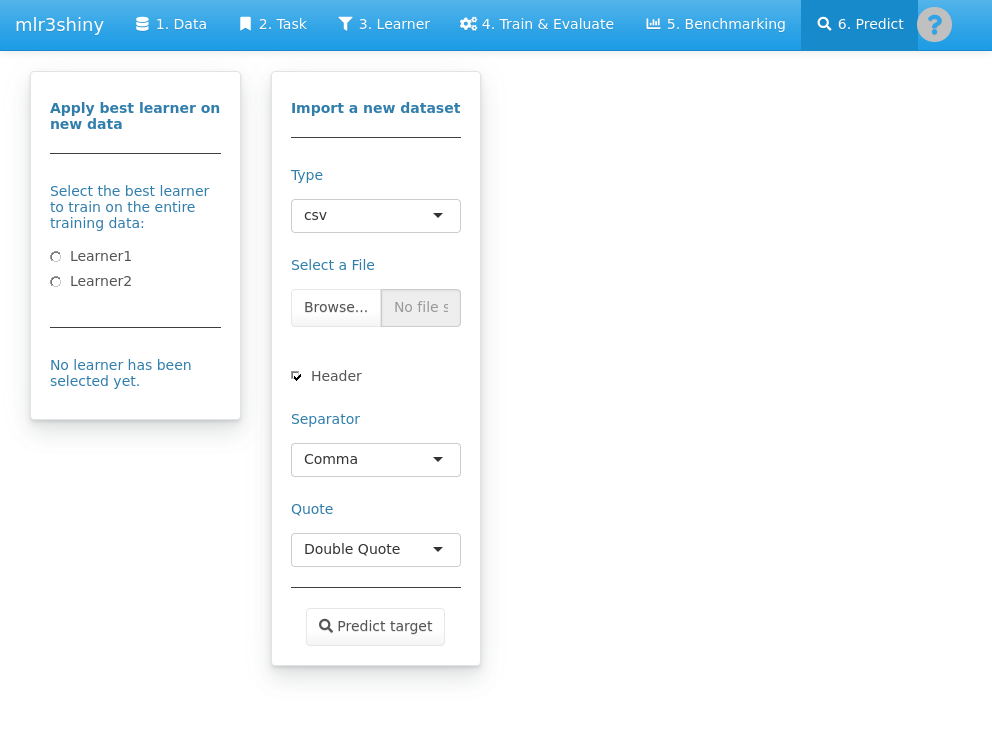 mlr3shiny
1. Data
2. Task
3. Learner
4. Train & Evaluate
5. Benchmarking
6. Predict
?
Apply best learner on
new data
Select the best learner
to train on the entire
training data:
Learner1
Learner2
No learner has been
selected yet.
Import a new dataset
Type
csv
Select a File
Browse...
No file s
Header
Separator
Comma
Quote
Double Quote
Predict target